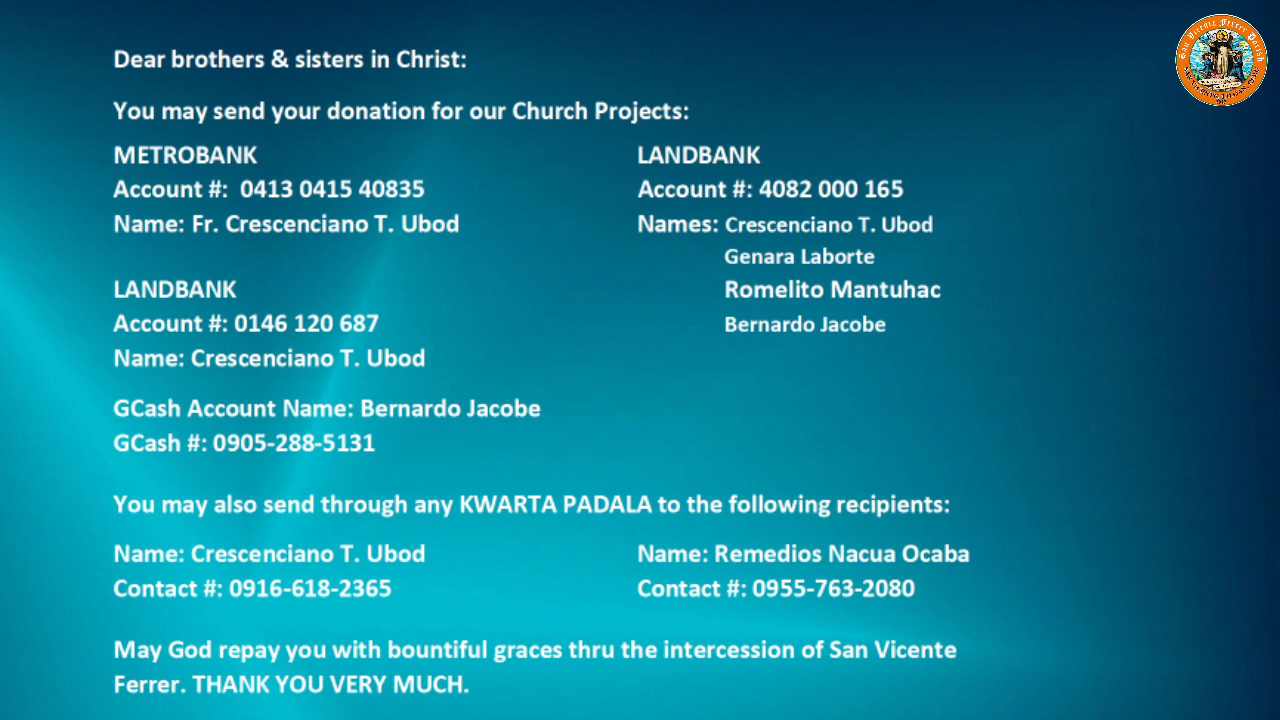 Dear brothers & sisters in Christ:
You may send your donation for our Church Projects:
METROBANK
Account #:  0413 0415 40835
Name: Fr. Crescenciano T. Ubod
LANDBANK
Account #: 4082 000 165
Names: Crescenciano T. Ubod
Genara Laborte
Romelito Mantuhac
Bernardo Jacobe
LANDBANK
Account #: 0146 120 687
Name: Crescenciano T. Ubod
GCash Account Name: Bernardo Jacobe
GCash #: 0905-288-5131
You may also send through any KWARTA PADALA to the following recipients:
Name: Crescenciano T. Ubod
Contact #: 0916-618-2365
Name: Remedios Nacua Ocaba
Contact #: 0955-763-2080
May God repay you with bountiful graces thru the intercession of San Vicente
Ferrer. THANK YOU VERY MUCH.
San Vicente Ferrer Parish